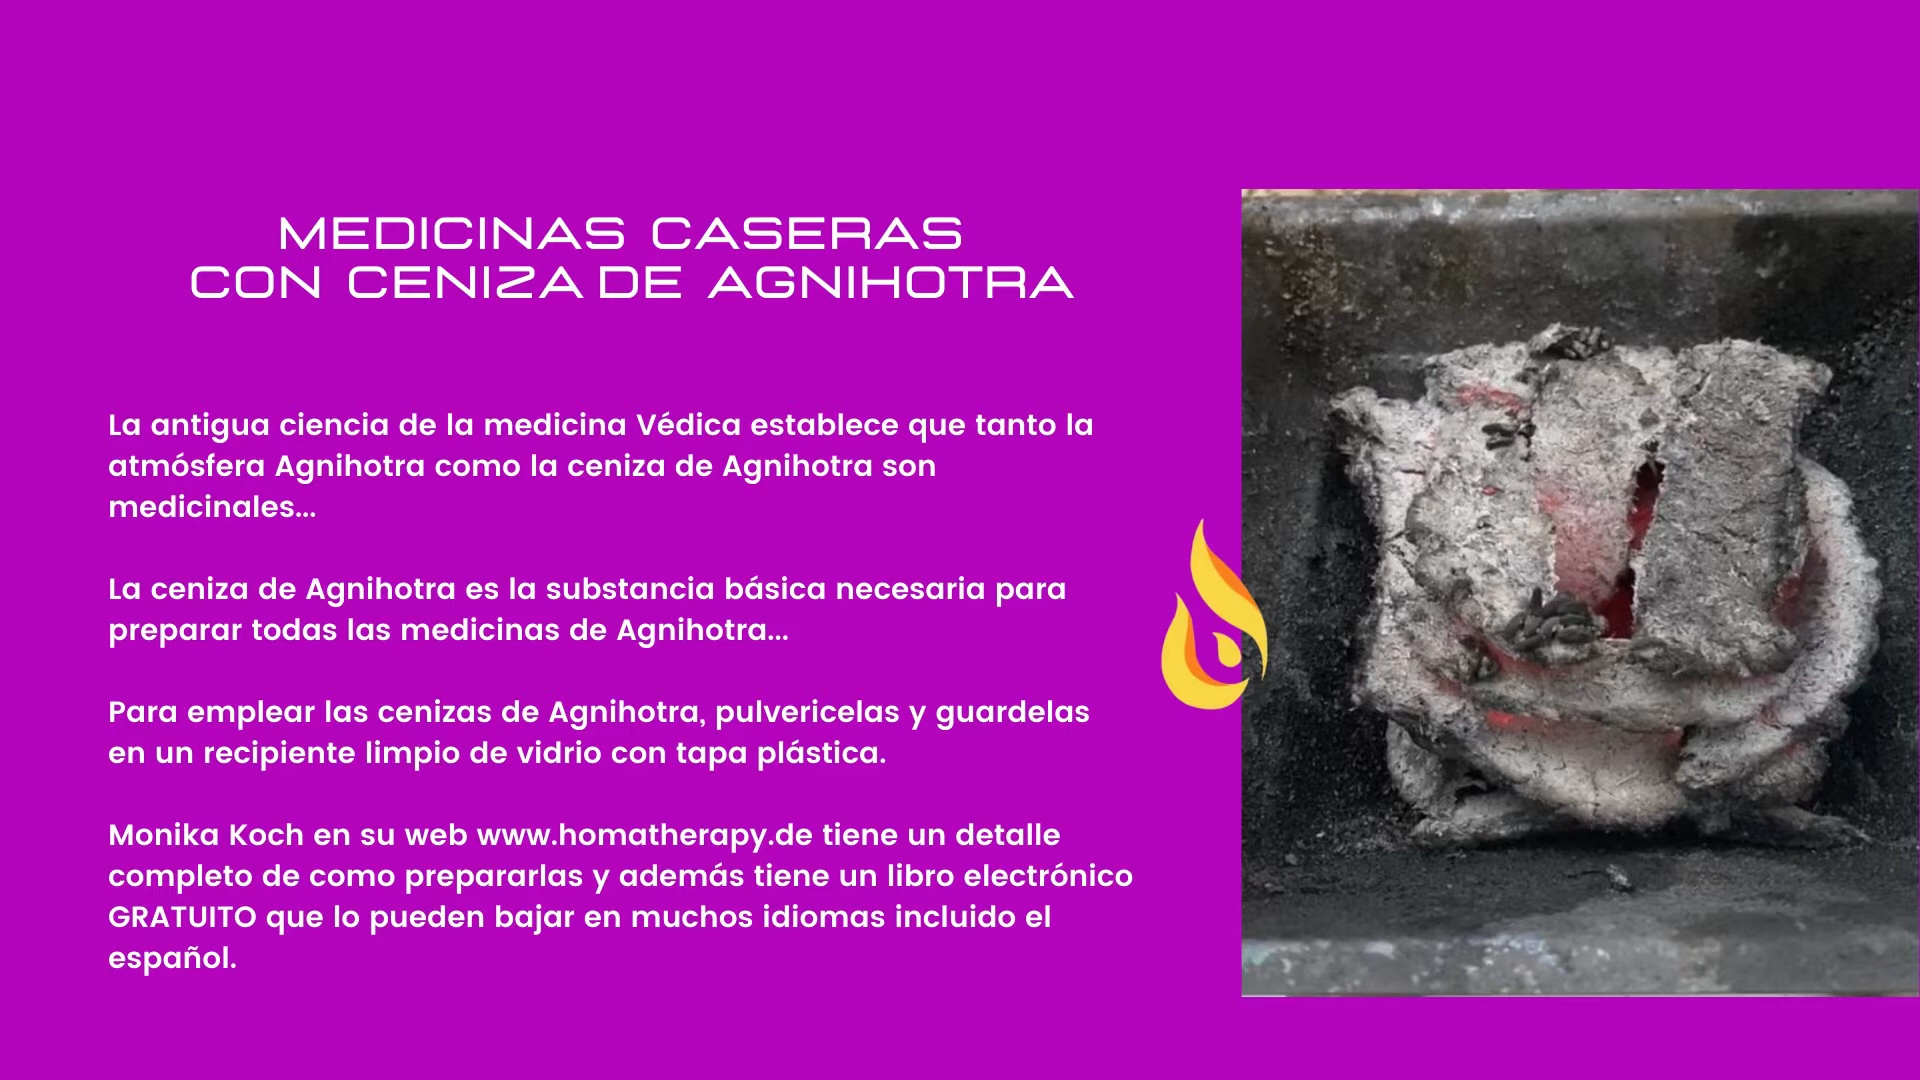 MEDICINAS CASERAS
CON CENIZA DE AGNIHOTRA
La antigua ciencia de la medicina Védica establece que tanto la
atmósfera Agnihotra como la ceniza de Agnihotra son
medicinales...
La ceniza de Agnihotra es la substancia básica necesaria para
preparar todas las medicinas de Agnihotra...
Para emplear las cenizas de Agnihotra, pulvericelas y guardelas
en un recipiente limpio de vidrio con tapa plástica.
Monika Koch en su web www.homatherapy.de tiene un detalle
completo de como prepararlas y además tiene un libro electrónico
GRATUITO que lo pueden bajar en muchos idiomas incluido el
español.